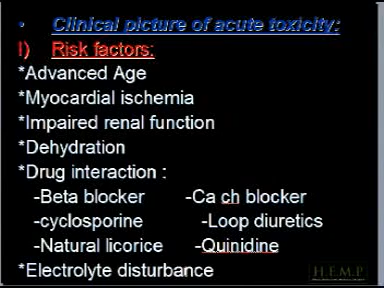 • Clinical picture of acute toxicity:
I) Risk factors:
*Advanced Age
*Myocardial ischemia
*Impaired renal function
*Dehydration
*Drug interaction :
-Beta blocker -Ca ch blocker
-cyclosporine -Loop diuretics
-Natural licorice -Quinidine
*Electrolyte disturbance
H.E.M.P